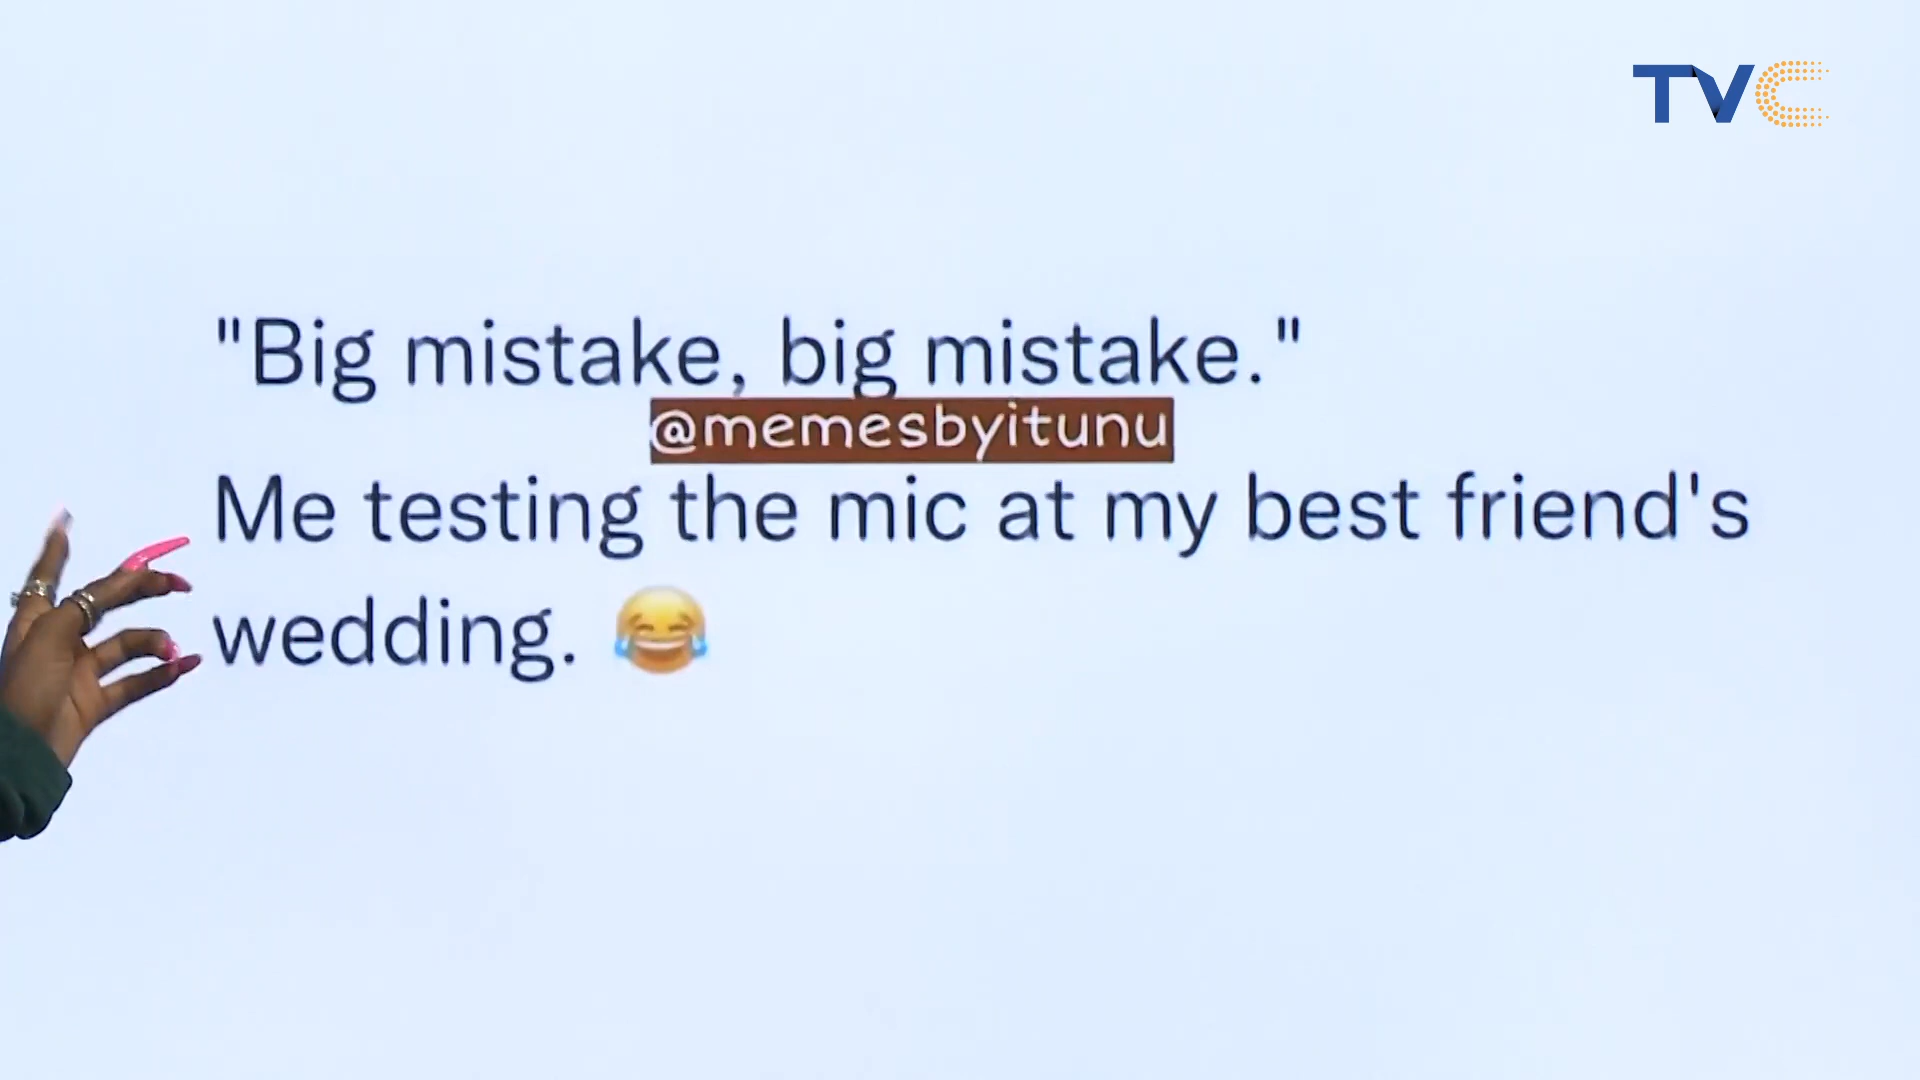 TVC
"Big mistake, big mistake."
@memesbyitunu
Me testing the mic at my best friend's
wedding. 😂